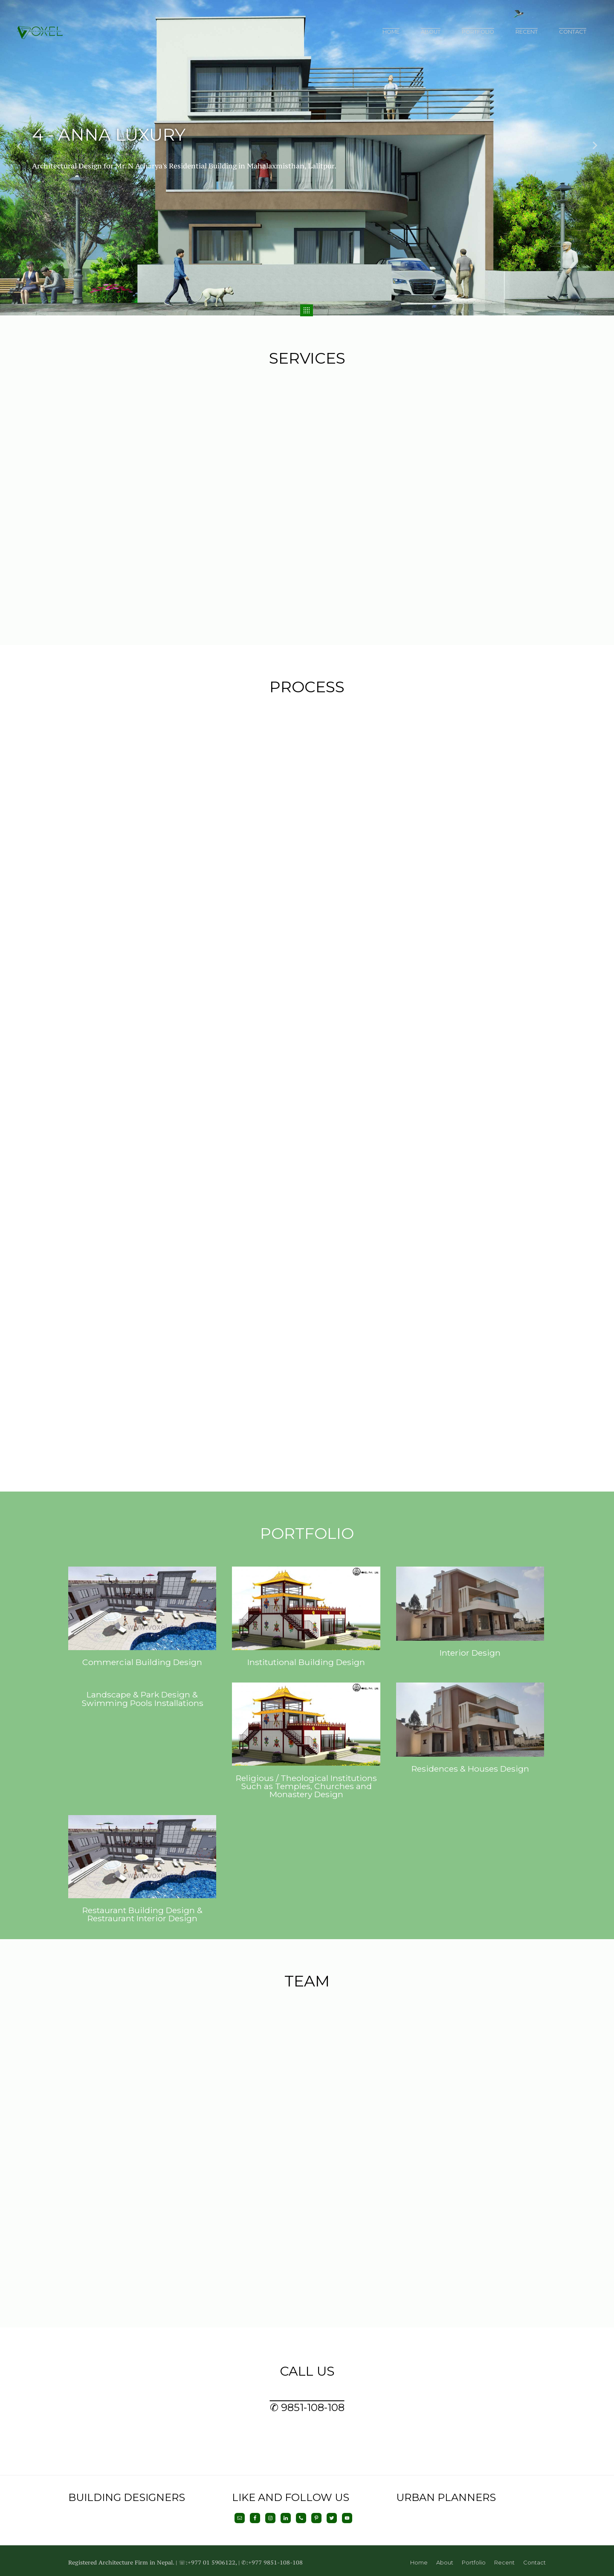 VOXEL
HOME
RECENT
CONTACT
4 - ANNA LUXURY
Architectural Design for Mr. N Acharya's Residential Building in Mahalaxmisthan, Lalitpur.
SERVICES
PROCESS
PORTFOLIO
Commercial Building Design
Institutional Building Design
Interior Design
Landscape & Park Design &
Swimming Pools Installations
Religious / Theological Institutions
Such as Temples, Churches and
Monastery Design
Residences & Houses Design
Restaurant Building Design &
Restraurant Interior Design
TEAM
CALL US
✆ 9851-108-108
BUILDING DESIGNERS
LIKE AND FOLLOW US
URBAN PLANNERS
Registered Architecture Firm in Nepal. | ☏:+977 01 5906122, | ✆:+977 9851-108-108
Home About Portfolio Recent Contact